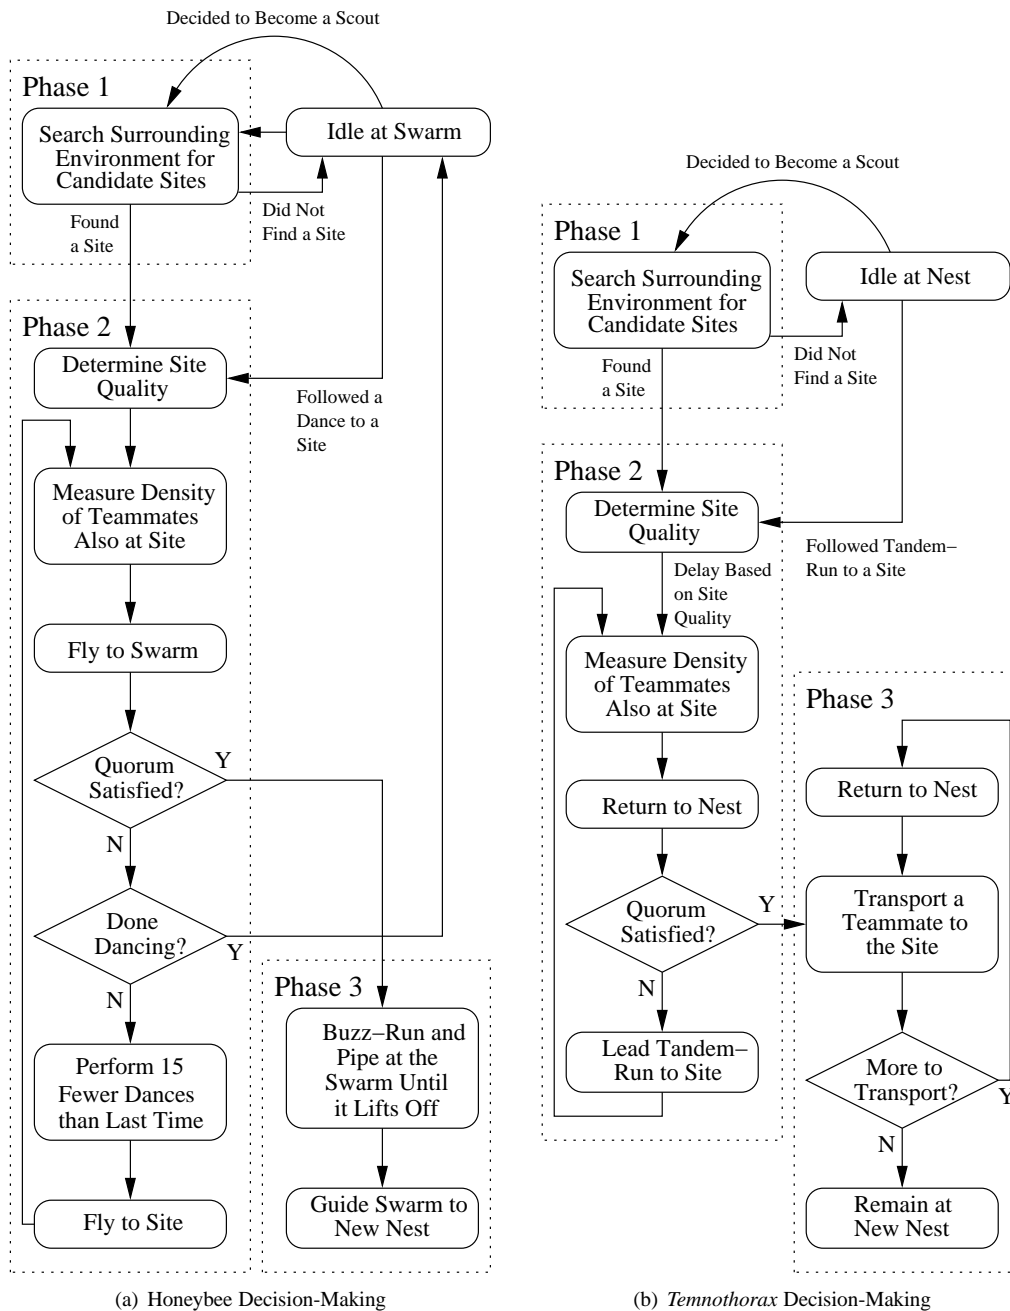 Decided to Become a Scout
Phase 1
Search Surrounding
Environment for
Candidate Sites
Idle at Swarm
Found
a Site
Did Not
Find a Site
Phase 2
Determine Site
Quality
Followed a
Dance to a
Site
Measure Density
of Teammates
Also at Site
Fly to Swarm
Quorum
Satisfied?
Y
N
Done
Dancing?
Y
N
Perform 15
Fewer Dances
than Last Time
Fly to Site
Phase 3
Buzz−Run and
Pipe at the
Swarm Until
it Lifts Off
Guide Swarm to
New Nest
(a) Honeybee Decision-Making
Decided to Become a Scout
Phase 1
Search Surrounding
Environment for
Candidate Sites
Idle at Nest
Found
a Site
Did Not
Find a Site
Phase 2
Determine Site
Quality
Followed Tandem−
Run to a Site
Delay Based
on Site
Quality
Measure Density
of Teammates
Also at Site
Return to Nest
Quorum
Satisfied?
Y
N
Lead Tandem−
Run to Site
Phase 3
Return to Nest
Transport a
Teammate to
the Site
More to
Transport?
Y
N
Remain at
New Nest
(b) Temnothorax Decision-Making